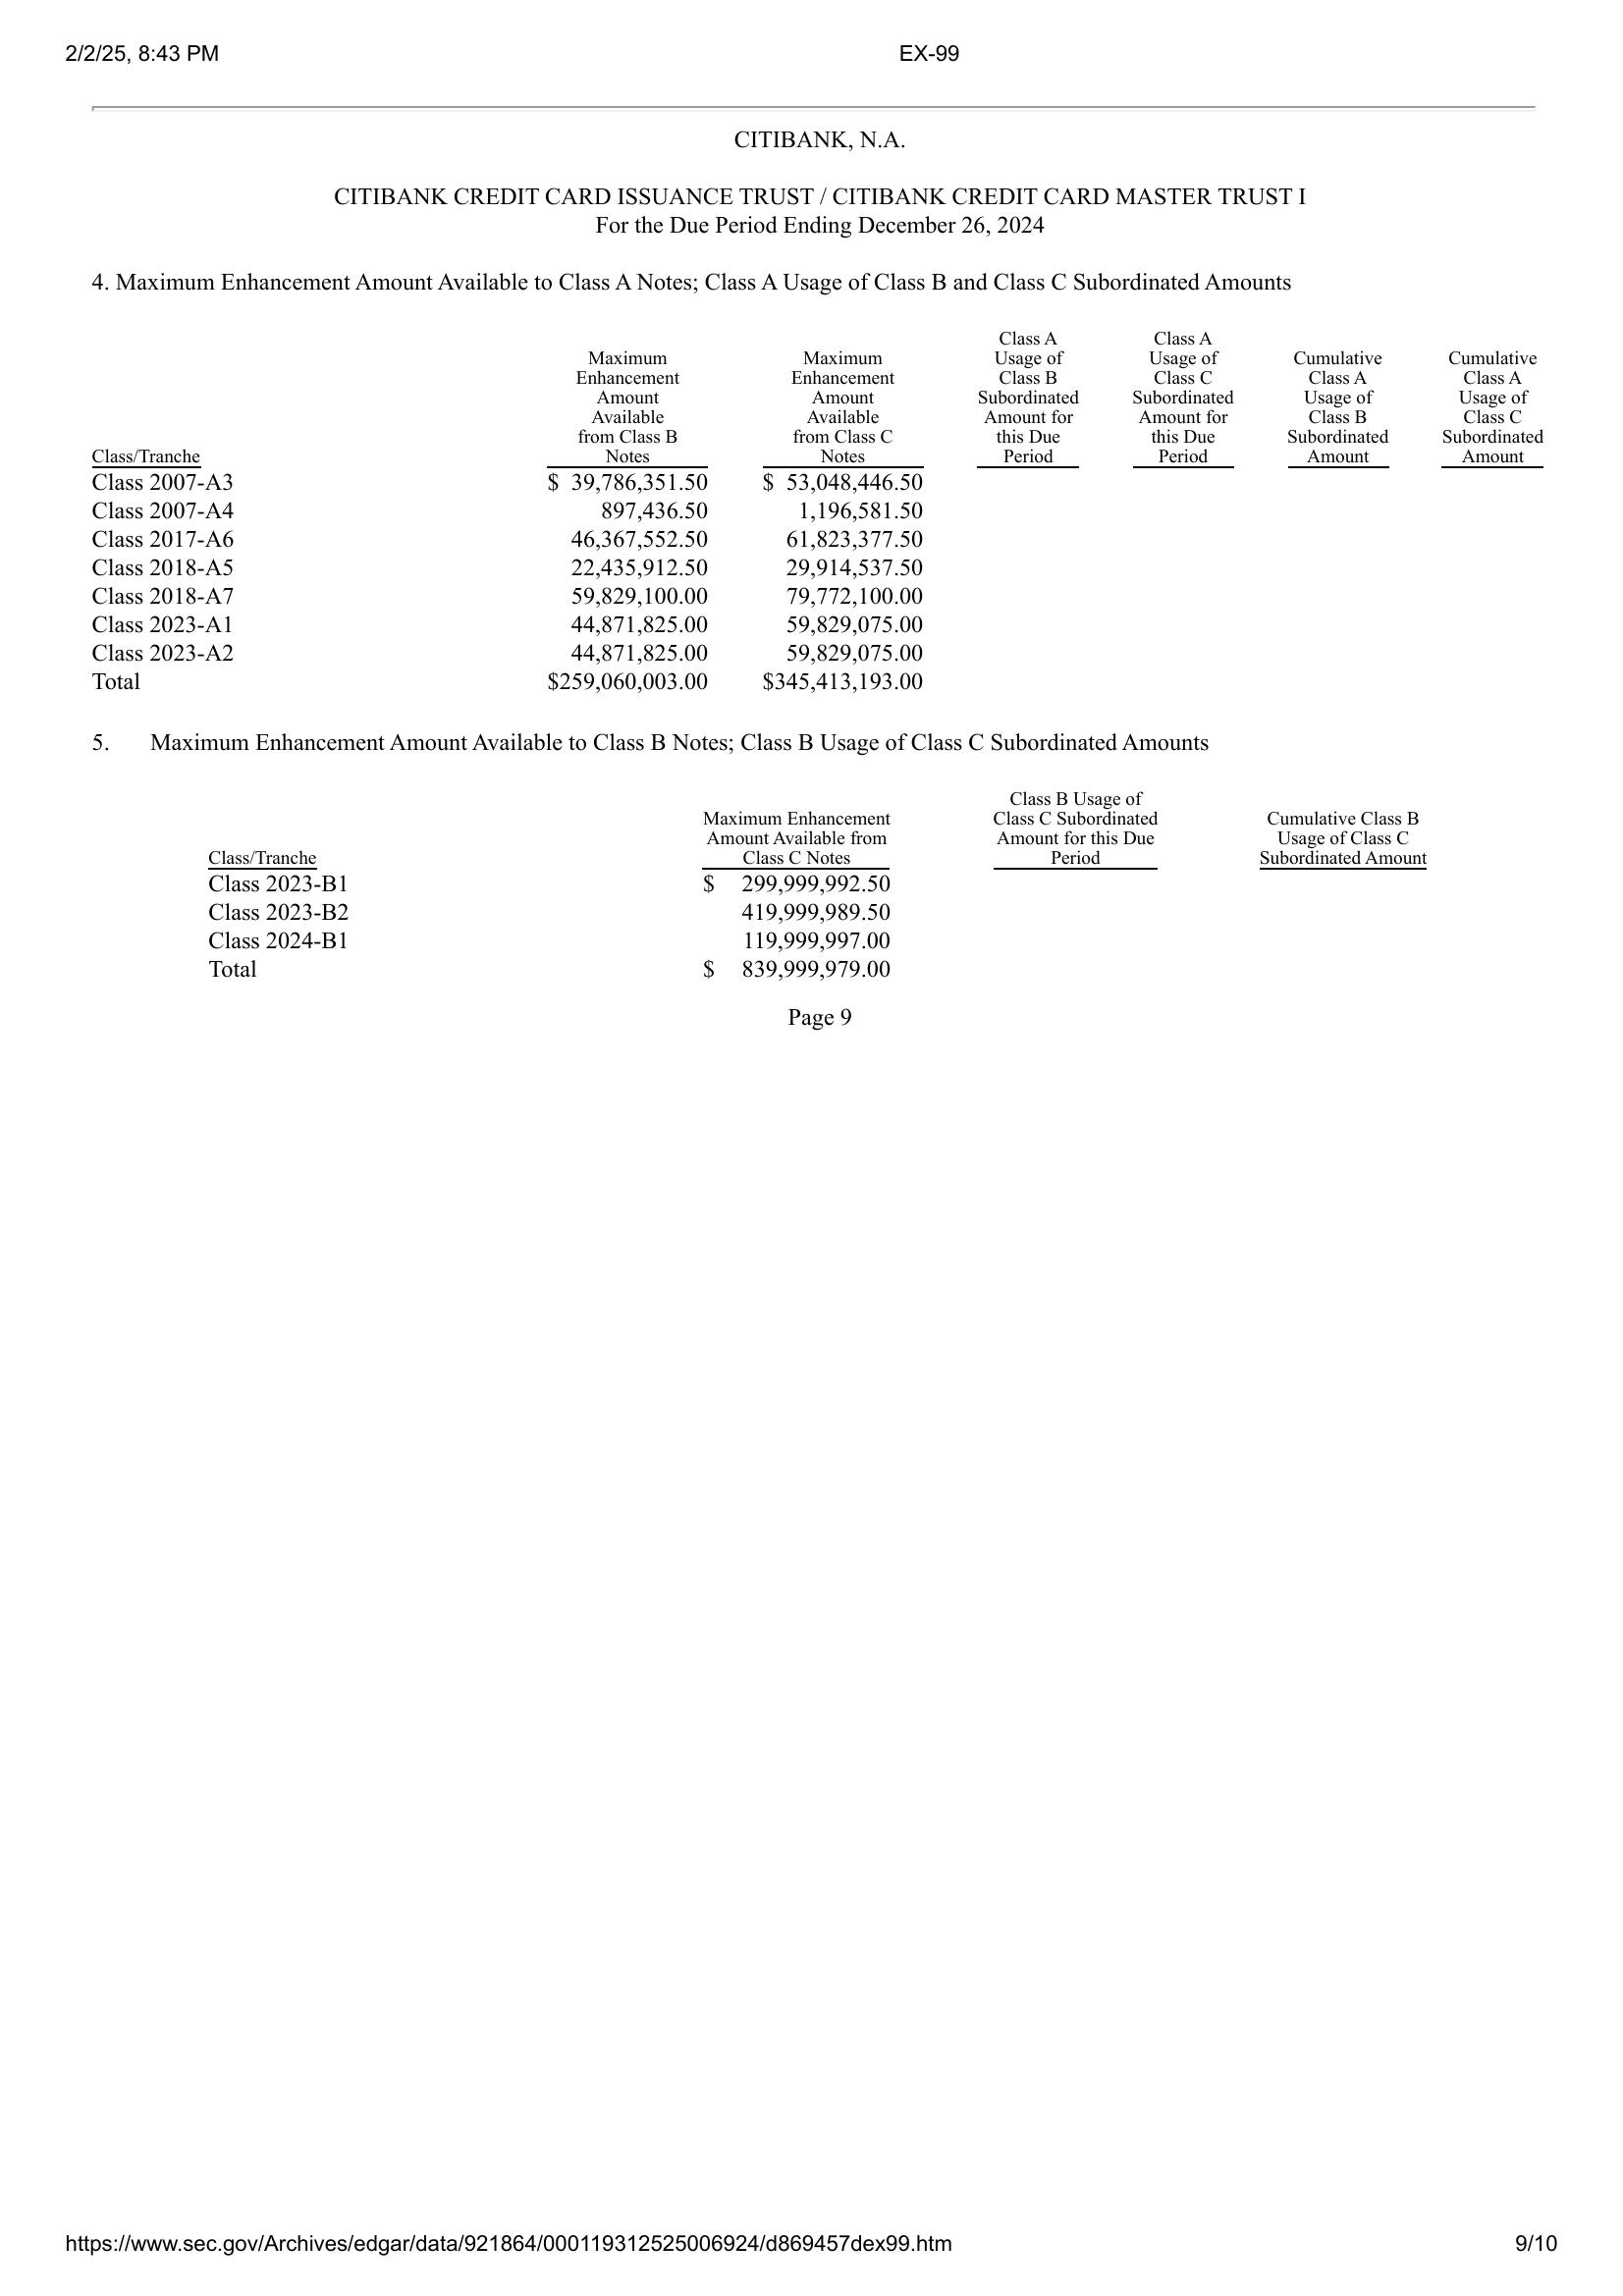 2/2/25, 8:43 PM EX-99
CITIBANK, N.A.
CITIBANK CREDIT CARD ISSUANCE TRUST / CITIBANK CREDIT CARD MASTER TRUST I
For the Due Period Ending December 26, 2024
4. Maximum Enhancement Amount Available to Class A Notes; Class A Usage of Class B and Class C Subordinated Amounts
Class A Class A
Maximum Maximum Usage of Usage of Cumulative Cumulative
Enhancement Enhancement Class B Class C Class A Class A
Amount Amount Subordinated Subordinated Usage of Usage of
Available Available Amount for Amount for Class B Class C
from Class B from Class C this Due this Due Subordinated Subordinated
Class/Tranche Notes Notes Period Period Amount Amount
Class 2007-A3 $ 39,786,351.50 $ 53,048,446.50
Class 2007-A4 897,436.50 1,196,581.50
Class 2017-A6 46,367,552.50 61,823,377.50
Class 2018-A5 22,435,912.50 29,914,537.50
Class 2018-A7 59,829,100.00 79,772,100.00
Class 2023-A1 44,871,825.00 59,829,075.00
Class 2023-A2 44,871,825.00 59,829,075.00
Total $259,060,003.00 $345,413,193.00
5. Maximum Enhancement Amount Available to Class B Notes; Class B Usage of Class C Subordinated Amounts
Class B Usage of
Maximum Enhancement Class C Subordinated Cumulative Class B
Amount Available from Amount for this Due Usage of Class C
Class/Tranche Class C Notes Period Subordinated Amount
Class 2023-B1 $ 299,999,992.50
Class 2023-B2 419,999,989.50
Class 2024-B1 119,999,997.00
Total $ 839,999,979.00
Page 9
https://www.sec.gov/Archives/edgar/data/921864/000119312525006924/d869457dex99.htm 9/10